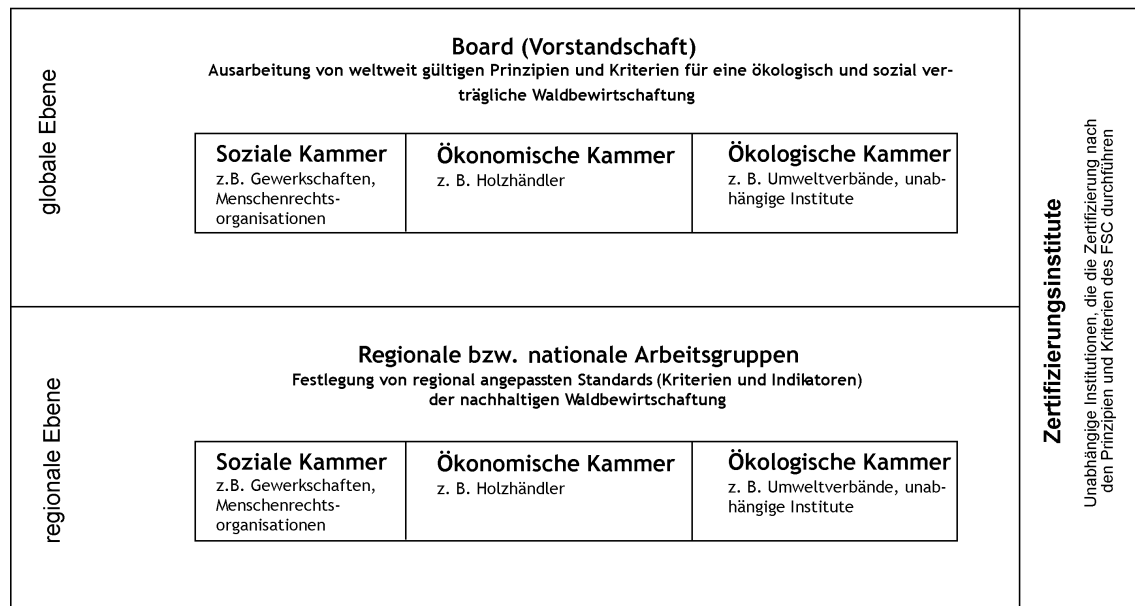 globale Ebene
Board (Vorstandschaft)
Ausarbeitung von weltweit gültigen Prinzipien und Kriterien für eine ökologisch und sozial ver-
trägliche Waldbewirtschaftung
Soziale Kammer
z.B. Gewerkschaften,
Menschenrechts-
organisationen
Ökonomische Kammer
z. B. Holzhändler
Ökologische Kammer
z. B. Umweltverbände, unab-
hängige Institute
regionale Ebene
Regionale bzw. nationale Arbeitsgruppen
Festlegung von regional angepassten Standards (Kriterien und Indikatoren)
der nachhaltigen Waldbewirtschaftung
Soziale Kammer
z.B. Gewerkschaften,
Menschenrechts-
organisationen
Ökonomische Kammer
z. B. Holzhändler
Ökologische Kammer
z. B. Umweltverbände, unab-
hängige Institute
Zertifizierungsinstitute
Unabhängige Institutionen, die die Zertifizierung nach
den Prinzipien und Kriterien des FSC durchführen